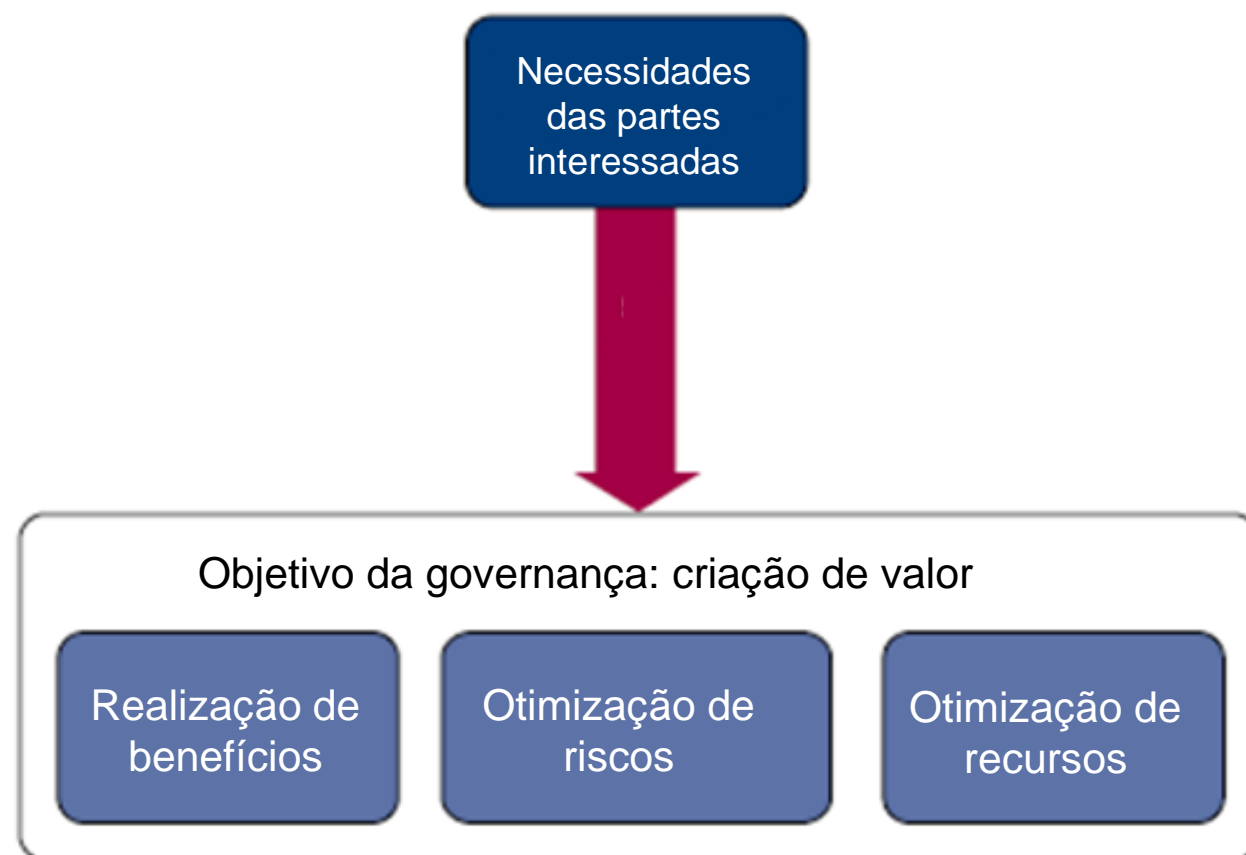 Necessidades
das partes
interessadas
Objetivo da governança: criação de valor
Realização de
benefícios
Otimização de
riscos
Otimização de
recursos